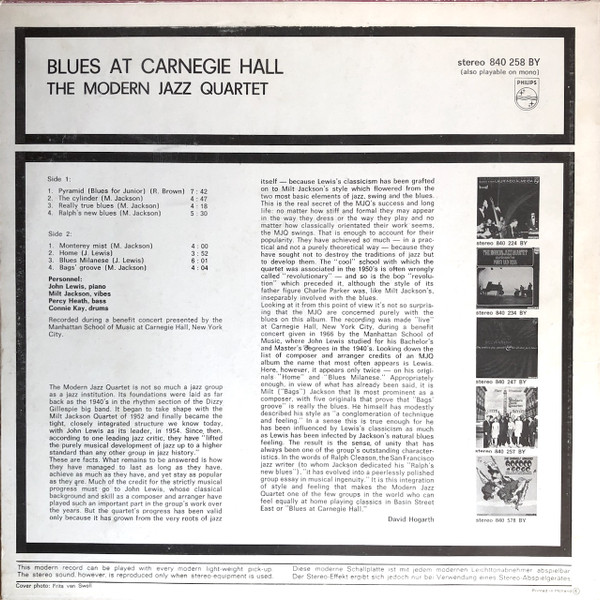 BLUES AT CARNEGIE HALL
THE MODERN JAZZ QUARTET
stereo 840 258 BY
(also playable on mono)
PHILIPS
Side 1:
1. Pyramid (Blues for Junior) (R. Brown) 7 : 42
2. The cylinder (M. Jackson) 4 : 47
3. Really true blues (M. Jackson) 4 : 18
4. Ralph's new blues (M. Jackson) 5 : 30
Side 2:
1. Monterey mist (M. Jackson) 4 : 00
2. Home (J. Lewis) 3 : 52
3. Blues Milanese (J. Lewis) 6 : 01
4. Bags' groove (M. Jackson) 4 : 04
Personnel:
John Lewis, piano
Milt Jackson, vibes
Percy Heath, bass
Connie Kay, drums
Recorded during a benefit concert presented by the
Manhattan School of Music at Carnegie Hall, New York
City.
The Modern Jazz Quartet is not so much a jazz group
as a jazz institution. Its foundations were laid as far
back as the 1940's in the rhythm section of the Dizzy
Gillespie big band. It began to take shape with the
Milt Jackson Quartet of 1952 and finally became the
tight, closely integrated structure we know today,
with John Lewis as its leader, in 1954. Since then,
according to one leading jazz critic, they have "lifted
the purely musical development of jazz up to a higher
standard than any other group in jazz history."
These are facts. What remains to be answered is how
they have managed to last as long as they have,
achieve as much as they have, and yet stay as popular
as they are. Much of the credit for the strictly musical
progress must go to John Lewis, whose classical
background and skill as a composer and arranger have
played such an important part in the group's work over
the years. But the quartet's progress has been valid
only because it has grown from the very roots of jazz
itself — because Lewis's classicism has been grafted
on to Milt Jackson's style which flowered from the
two most basic elements of jazz, swing and the blues.
This is the real secret of the MJQ's success and long
life: no matter how stiff and formal they may appear
in the way they dress or the way they play and no
matter how classically orientated their work seems,
the MJQ swings. That is enough to account for their
popularity. They have achieved so much — in a prac-
tical and not a purely theoretical way — because they
have sought not to destroy the traditions of jazz but
to develop them. The "cool" school with which the
quartet was associated in the 1950's is often wrongly
called "revolutionary" — and so is the bop "revolu-
tion" which preceded it, although the style of its
father figure Charlie Parker was, like Milt Jackson's,
inseparably involved with the blues.
Looking at it from this point of view it's not so surpris-
ing that the MJQ are concerned purely with the
blues on this album. The recording was made "live"
at Carnegie Hall, New York City, during a benefit
concert given in 1966 by the Manhattan School of
Music, where John Lewis studied for his Bachelor's
and Master's degrees in the 1940's. Looking down the
list of composer and arranger credits of an MJQ
album the name that most often appears is Lewis.
Here, however, it appears only twice — on his origi-
nals "Home" and "Blues Milanese." Appropriately
enough, in view of what has already been said, it is
Milt ("Bags") Jackson that is most prominent as a
composer, with five originals that prove that "Bags'
groove" is really the blues. He himself has modestly
described his style as "a conglomeration of technique
and feeling." In a sense this is true enough for he
has been influenced by Lewis's classicism as much
as Lewis has been infected by Jackson's natural blues
feeling. The result is the sense, of unity that has
always been one of the group's outstanding character-
istics. In the words of Ralph Gleason, the San Francisco
jazz writer (to whom Jackson dedicated his "Ralph's
new blues"), "it has evolved into a peerlessly polished
group essay in musical ingenuity." It is this integration
of style and feeling that makes the Modern Jazz
Quartet one of the few groups in the world who can
feel equally at home playing classics in Basin Street
East or "Blues at Carnegie Hall."
David Hogarth
stereo 840 224 BY
THE MODERN JAZZ QUARTET
stereo 840 234 BY
stereo 840 247 BY
stereo 840 257 BY
stereo 840 578 BY
This modern record can be played with every modern light-weight pick-up
The stereo sound, however, is reproduced only when stereo-equipment is used.
Diese moderne Schallplatte ist mit jedem modernen Leichttonabnehmer abspielbar
Der Stereo-Effekt ergibt sich jedoch nur bei Verwendung eines Stereo-Abspielgerätes
Cover photo: Frits van Swoll
Printed in Holland